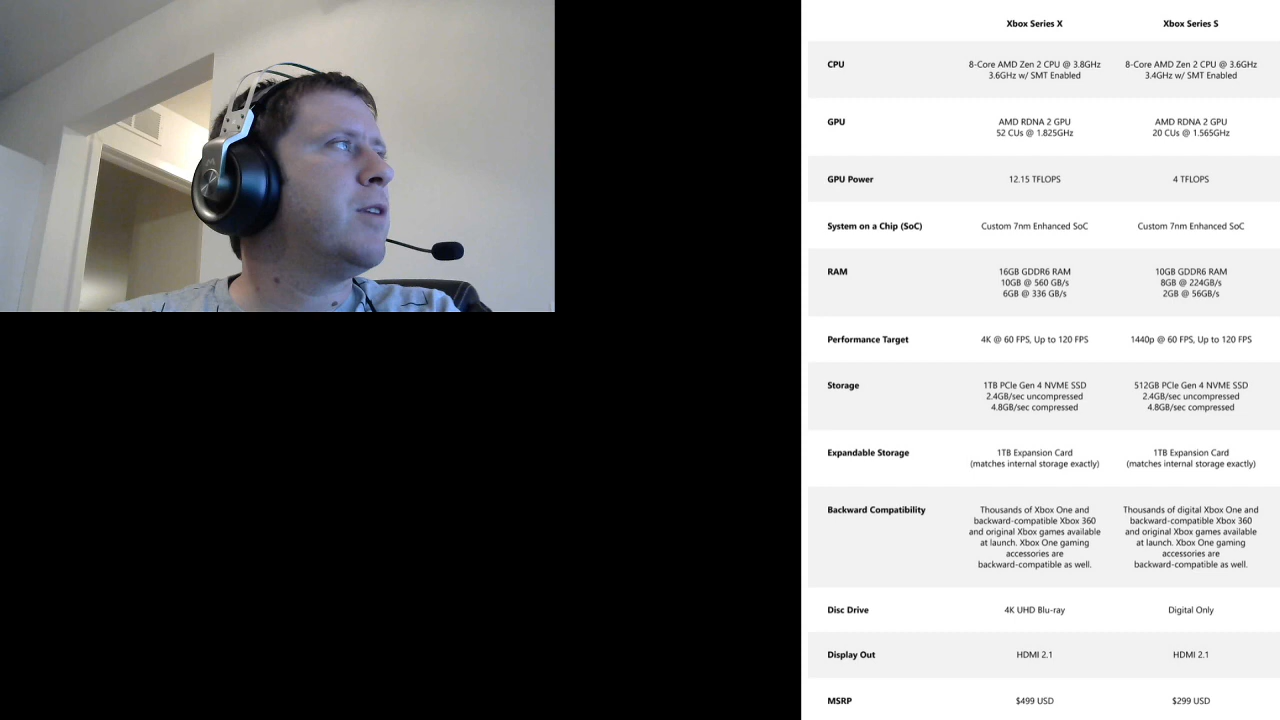 Xbox Series X Xbox Series S
CPU
8-Core AMD Zen 2 CPU @ 3.8GHz
3.6GHz w/ SMT Enabled
8-Core AMD Zen 2 CPU @ 3.6GHz
3.4GHz w/ SMT Enabled
GPU
AMD RDNA 2 GPU
52 CUs @ 1.825GHz
AMD RDNA 2 GPU
20 CUs @ 1.565GHz
GPU Power
12.15 TFLOPS
4 TFLOPS
System on a Chip (SoC)
Custom 7nm Enhanced SoC
Custom 7nm Enhanced SoC
RAM
16GB GDDR6 RAM
10GB @ 560 GB/s
6GB @ 336 GB/s
10GB GDDR6 RAM
8GB @ 224GB/s
2GB @ 56GB/s
Performance Target
4K @ 60 FPS, Up to 120 FPS
1440p @ 60 FPS, Up to 120 FPS
Storage
1TB PCIe Gen 4 NVME SSD
2.4GB/sec uncompressed
4.8GB/sec compressed
512GB PCIe Gen 4 NVME SSD
2.4GB/sec uncompressed
4.8GB/sec compressed
Expandable Storage
1TB Expansion Card
(matches internal storage exactly)
1TB Expansion Card
(matches internal storage exactly)
Backward Compatibility
Thousands of Xbox One and
backward-compatible Xbox 360
and original Xbox games available
at launch. Xbox One gaming
accessories are
backward-compatible as well.
Thousands of digital Xbox One and
backward-compatible Xbox 360
and original Xbox games available
at launch. Xbox One gaming
accessories are
backward-compatible as well.
Disc Drive
4K UHD Blu-ray
Digital Only
Display Out
HDMI 2.1
HDMI 2.1
MSRP
$499 USD
$299 USD